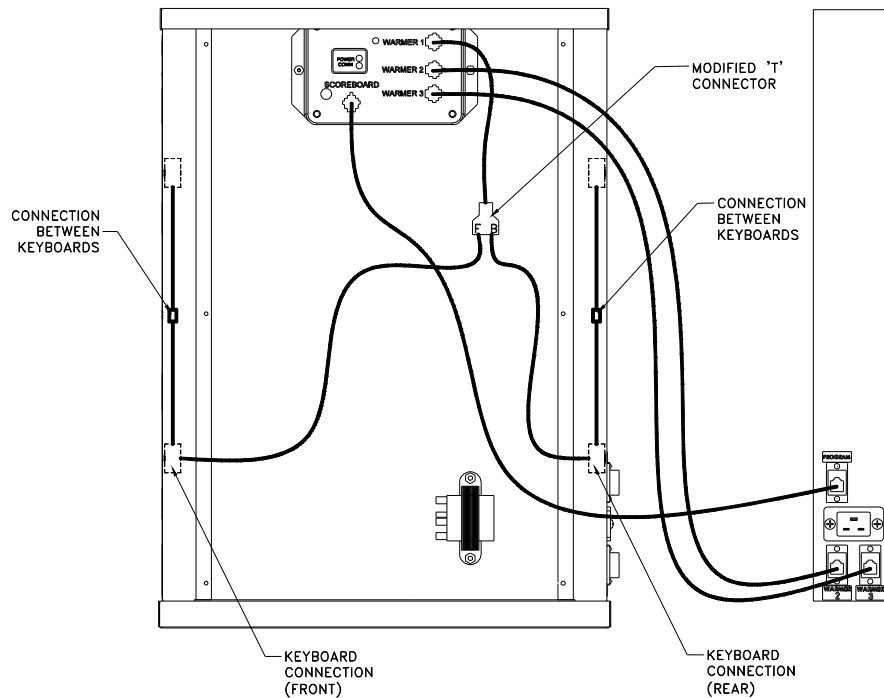 WARMER 1
POWER
COMM
WARMER 2
SCOREBOARD
WARMER 3
MODIFIED 'T'
CONNECTOR
CONNECTION
BETWEEN
KEYBOARDS
F B
CONNECTION
BETWEEN
KEYBOARDS
PROGRAM
WARMER
2
WARMER
3
KEYBOARD
CONNECTION
(FRONT)
KEYBOARD
CONNECTION
(REAR)